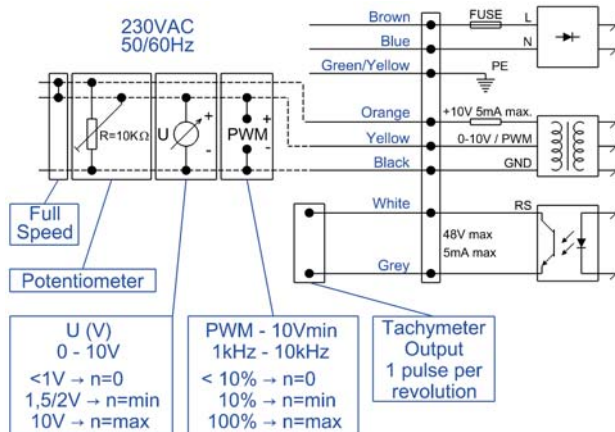 230VAC
50/60Hz
Brown
FUSE
L
Blue
N
Green/Yellow
PE
Orange
+10V 5mA max.
Yellow
0-10V / PWM
Black
GND
R=10KΩ
U
+
-
PWM
+
-
White
RS
48V max
5mA max
Grey
Full
Speed
Potentiometer
U (V)
0 - 10V
<1V → n=0
1,5/2V → n=min
10V → n=max
PWM - 10Vmin
1kHz - 10kHz
< 10% → n=0
10% → n=min
100% → n=max
Tachymeter
Output
1 pulse per
revolution